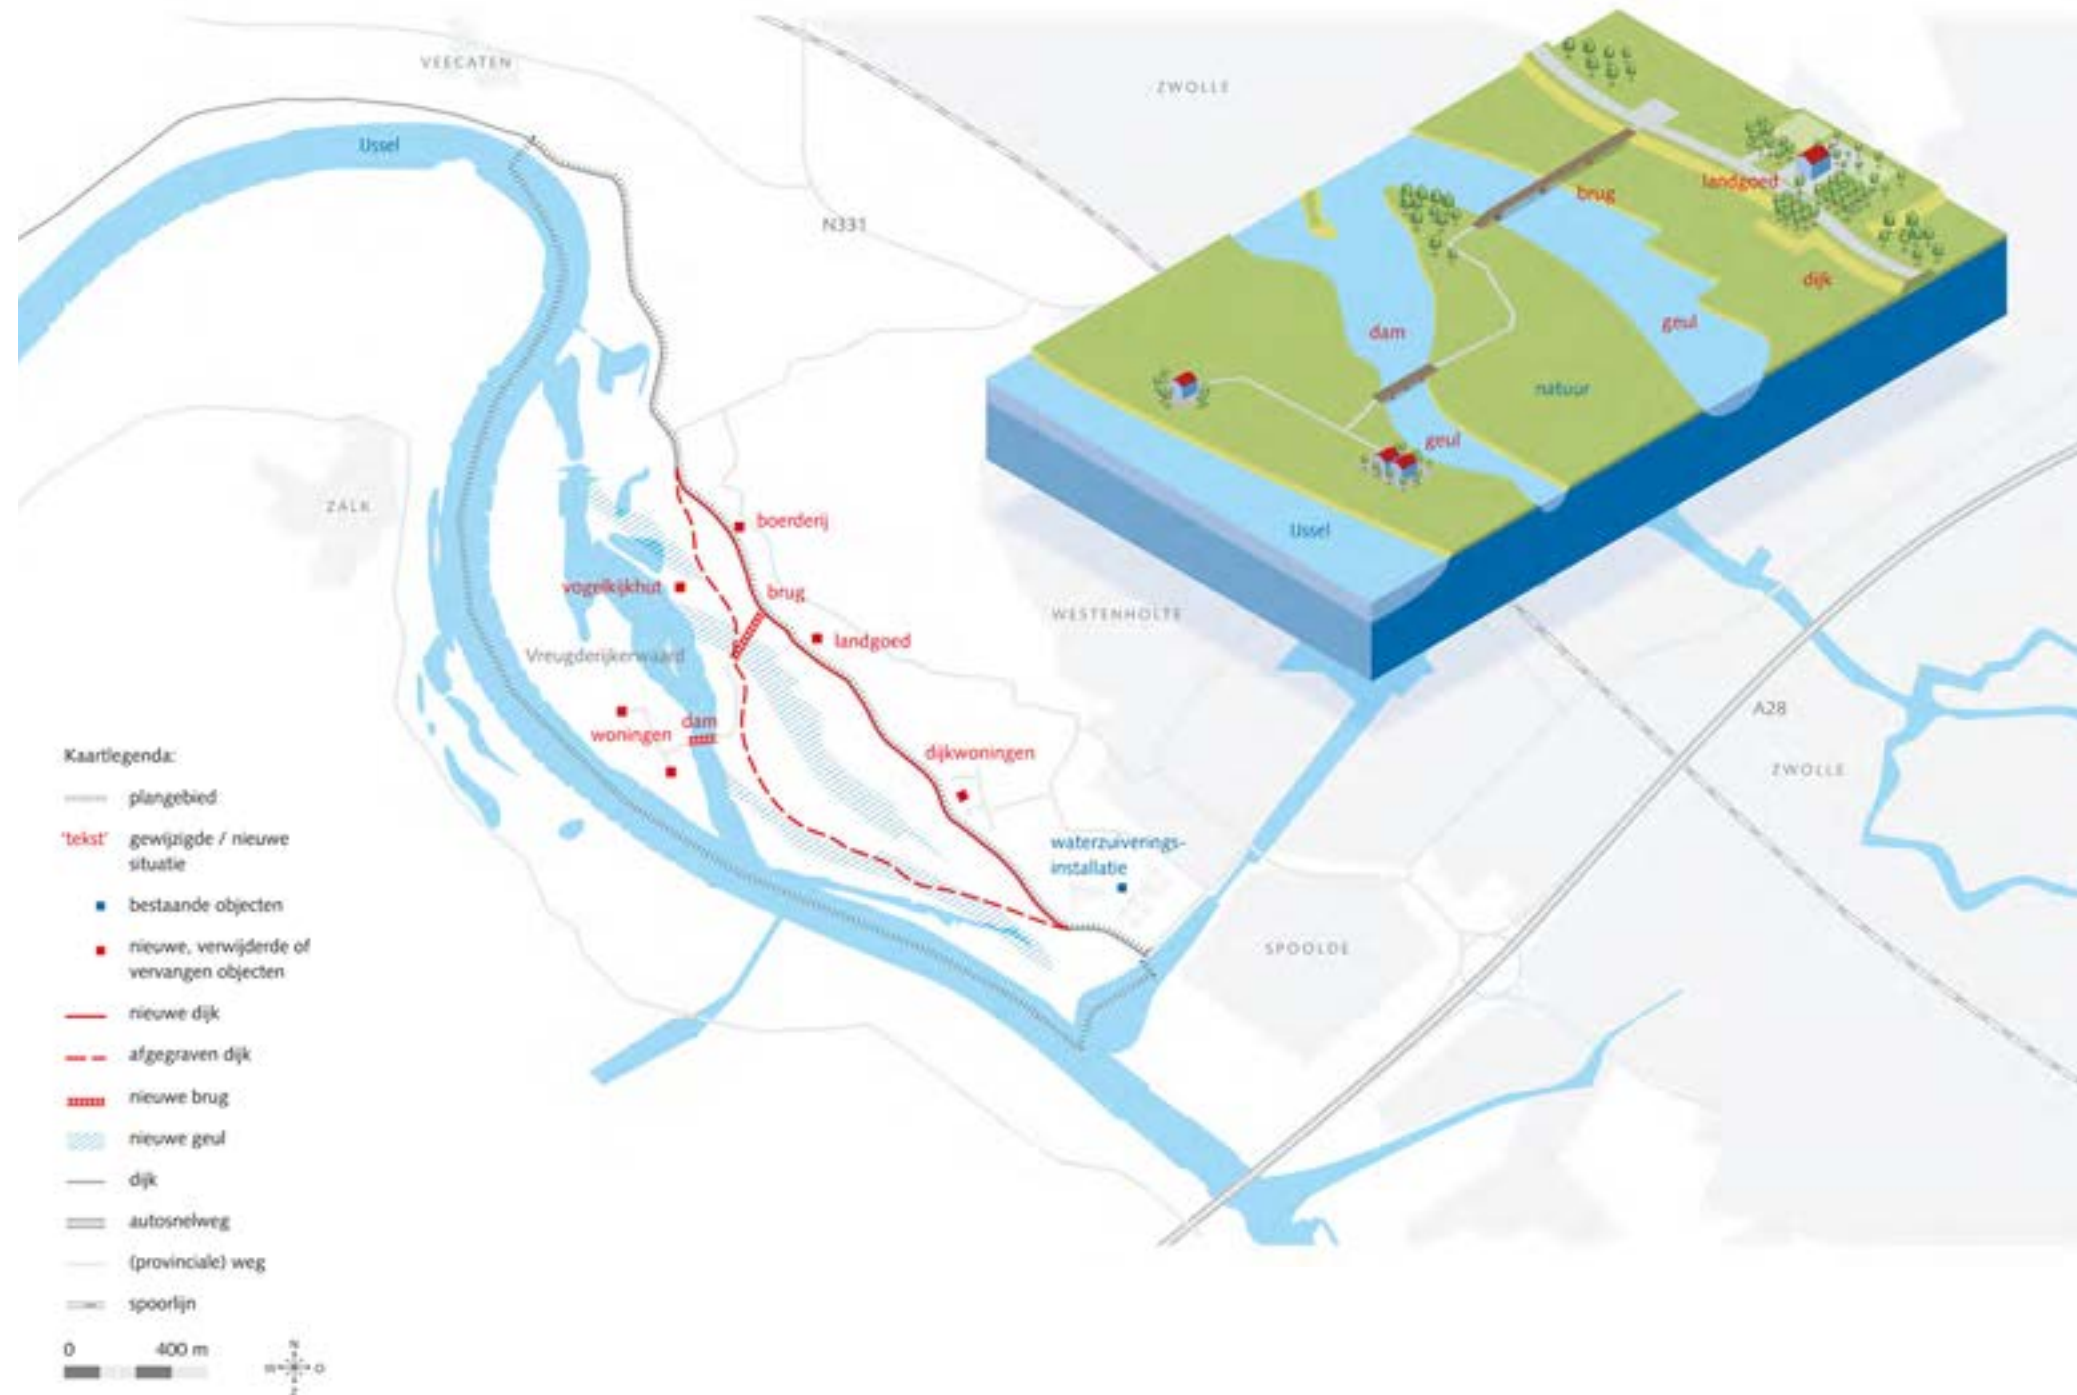 VEECATEN
ZWOLLE
IJssel
N331
brug
landgoed
dijk
geul
dam
natuur
geul
IJssel
ZALK
boerderij
vogelkijkhut
brug
WESTENHOLTE
landgoed
Vreugderijkerwaard
woningen
dam
dijkwoningen
A28
ZWOLLE
waterzuiverings-
installatie
SPOOLDE
Kaartlegenda:
plangebied
'tekst' gewijzigde / nieuwe
situatie
bestaande objecten
nieuwe, verwijderde of
vervangen objecten
nieuwe dijk
afgegraven dijk
nieuwe brug
nieuwe geul
dijk
autosnelweg
(provinciale) weg
spoorlijn
0 400 m
N
W O
Z